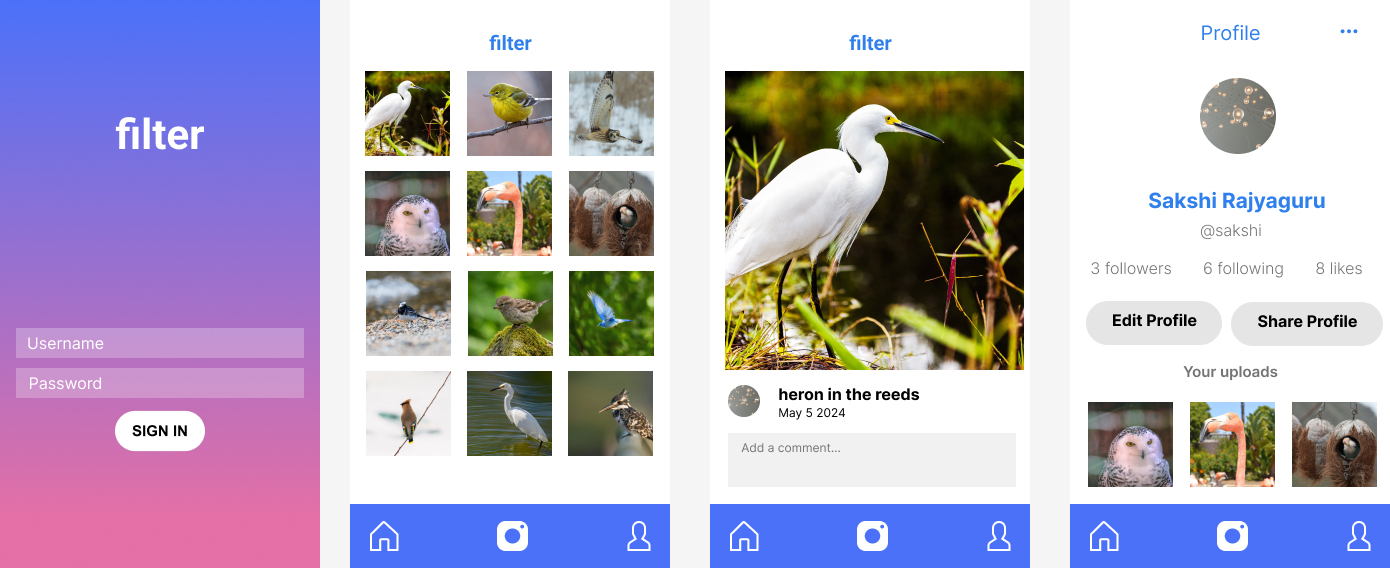 filter
Username
Password
SIGN IN
filter
filter
heron in the reeds
May 5 2024
Add a comment...
Profile
Sakshi Rajyaguru
@sakshi
3 followers 6 following 8 likes
Edit Profile Share Profile
Your uploads